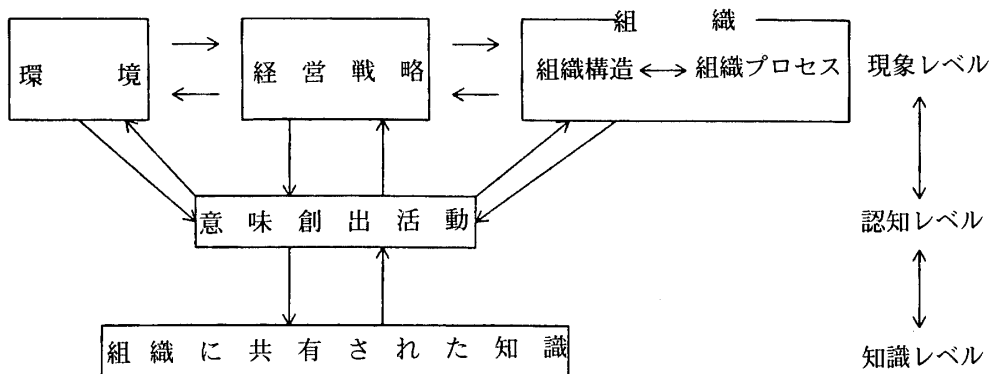 組織
環境
経営戦略
組織構造 ↔ 組織プロセス
現象レベル
意味創出活動
認知レベル
組織に共有された知識
知識レベル